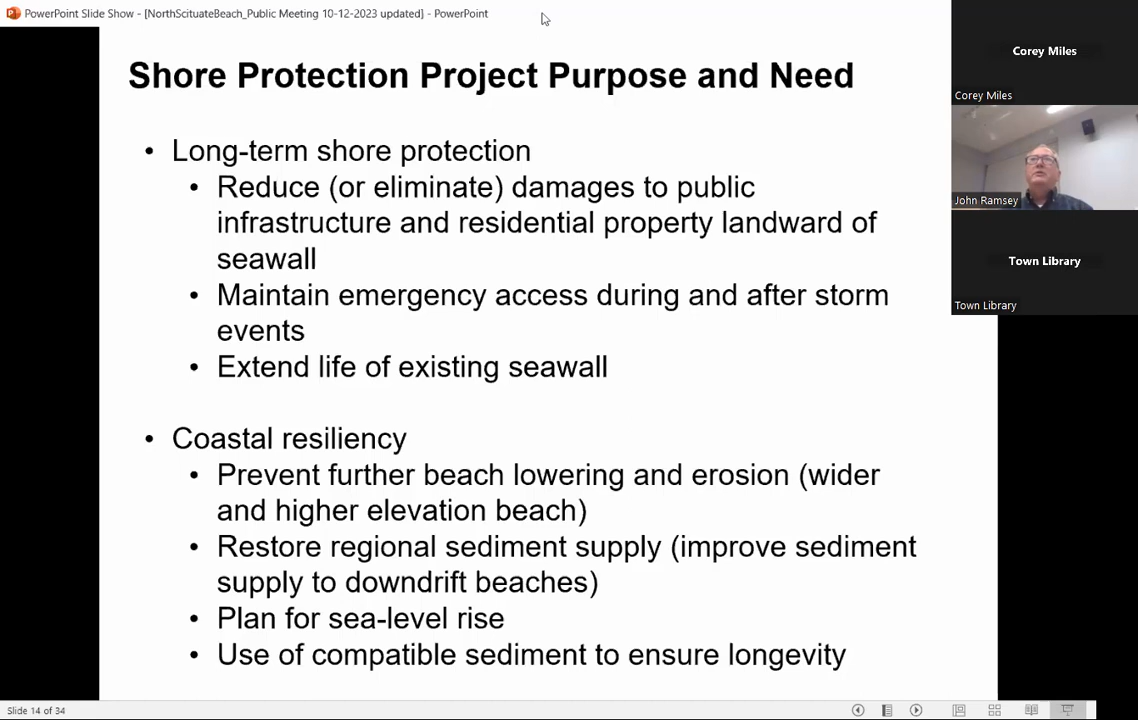 PowerPoint Slide Show - [NorthScituateBeach_Public Meeting 10-12-2023 updated] - PowerPoint
Shore Protection Project Purpose and Need
• Long-term shore protection
• Reduce (or eliminate) damages to public
infrastructure and residential property landward of
seawall
• Maintain emergency access during and after storm
events
• Extend life of existing seawall
• Coastal resiliency
• Prevent further beach lowering and erosion (wider
and higher elevation beach)
• Restore regional sediment supply (improve sediment
supply to downdrift beaches)
• Plan for sea-level rise
• Use of compatible sediment to ensure longevity
Corey Miles
Corey Miles
John Ramsey
Town Library
Town Library
Slide 14 of 34